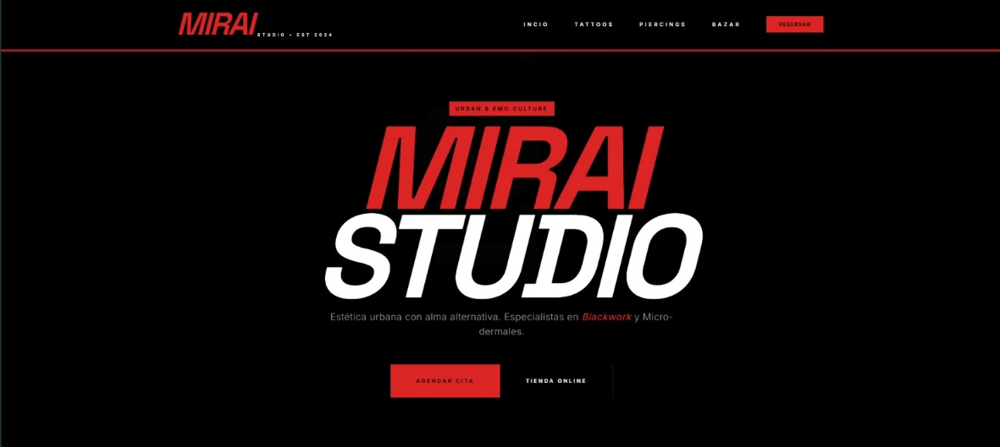 MIRAI STUDIO • EST 2024
INCIO TATTOOS PIERCINGS BAZAR RESERVAR
URBAN & EMO CULTURE
MIRAI
STUDIO
Estética urbana con alma alternativa. Especialistas en Blackwork y Micro-
dermales.
AGENDAR CITA TIENDA ONLINE